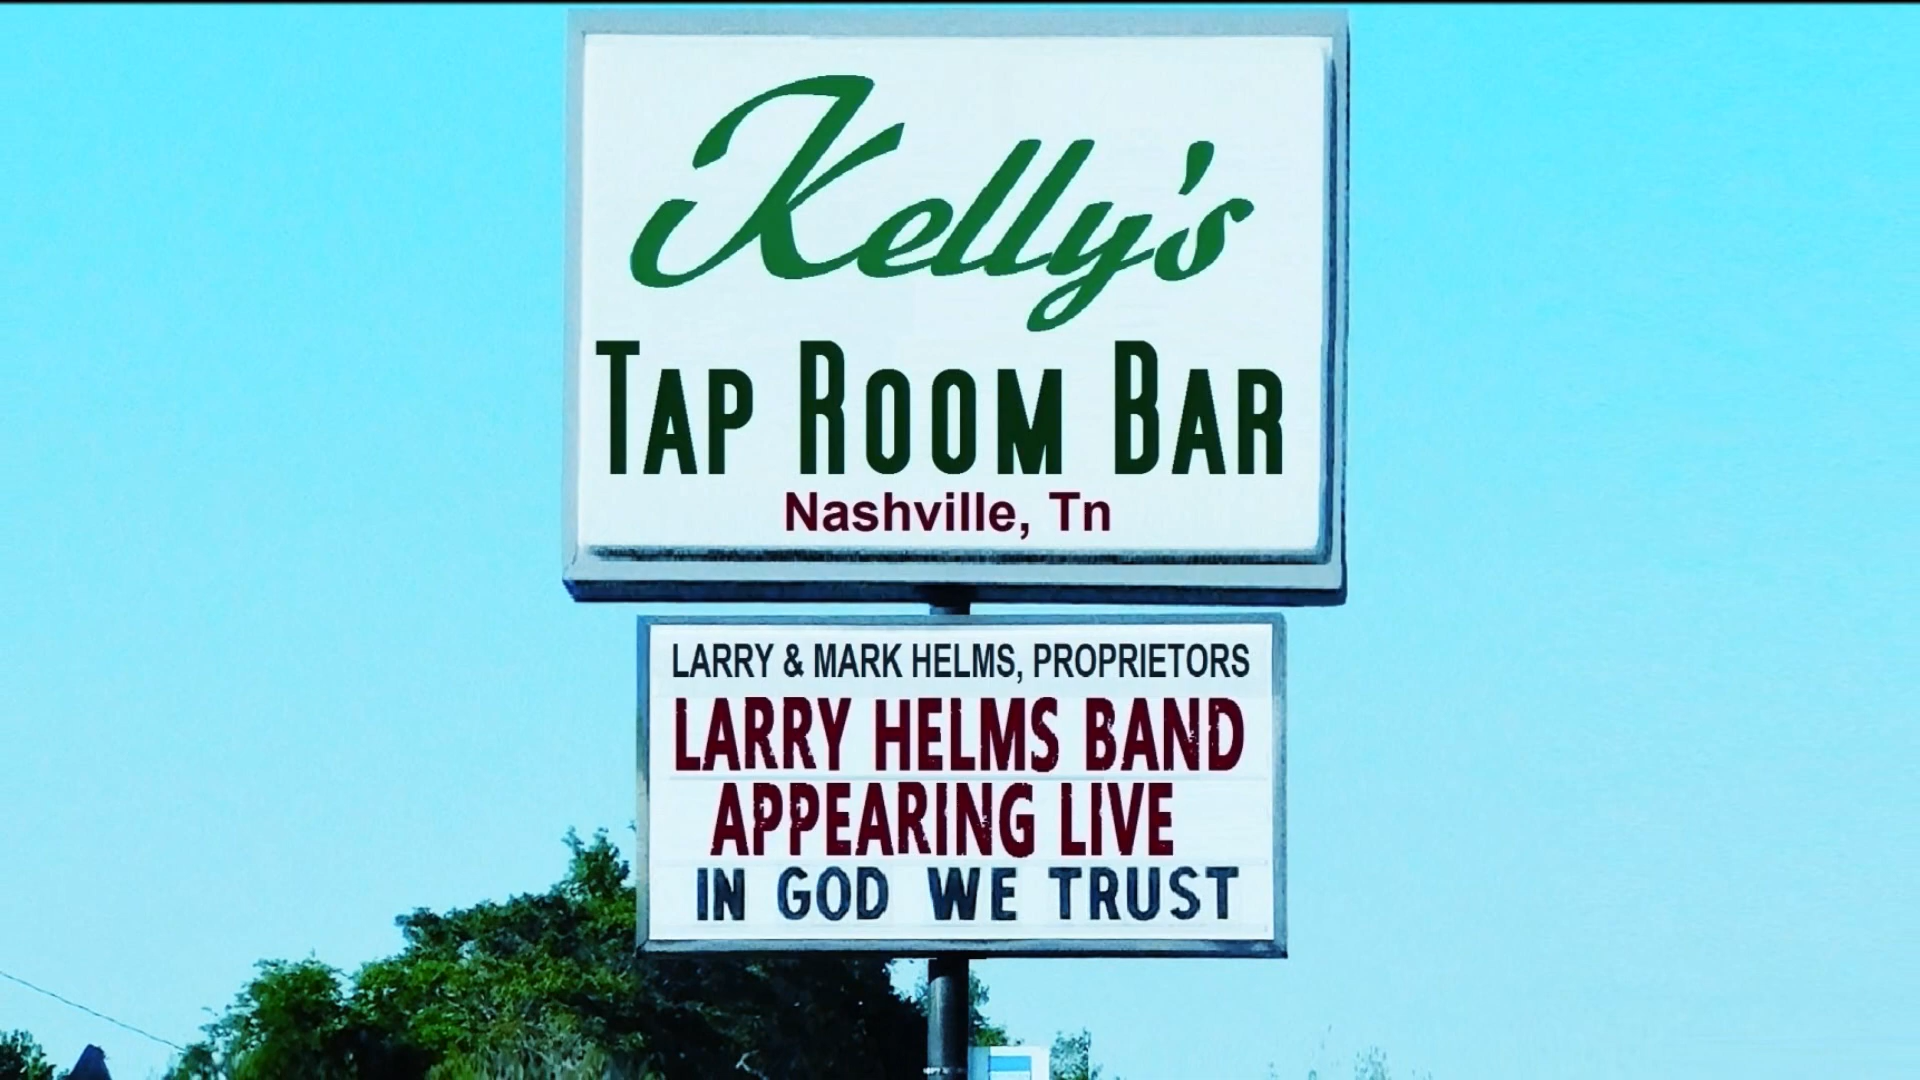 Kelly's
TAP ROOM BAR
Nashville, Tn
LARRY & MARK HELMS, PROPRIETORS
LARRY HELMS BAND
APPEARING LIVE
IN GOD WE TRUST